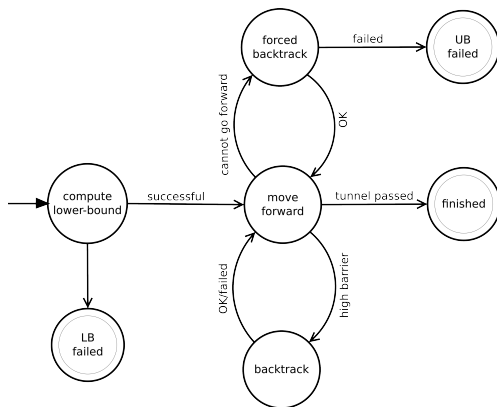 forced
backtrack
failed
UB
failed
cannot go forward
OK
compute
lower-bound
successful
move
forward
tunnel passed
finished
OK/failed
high barrier
LB
failed
backtrack